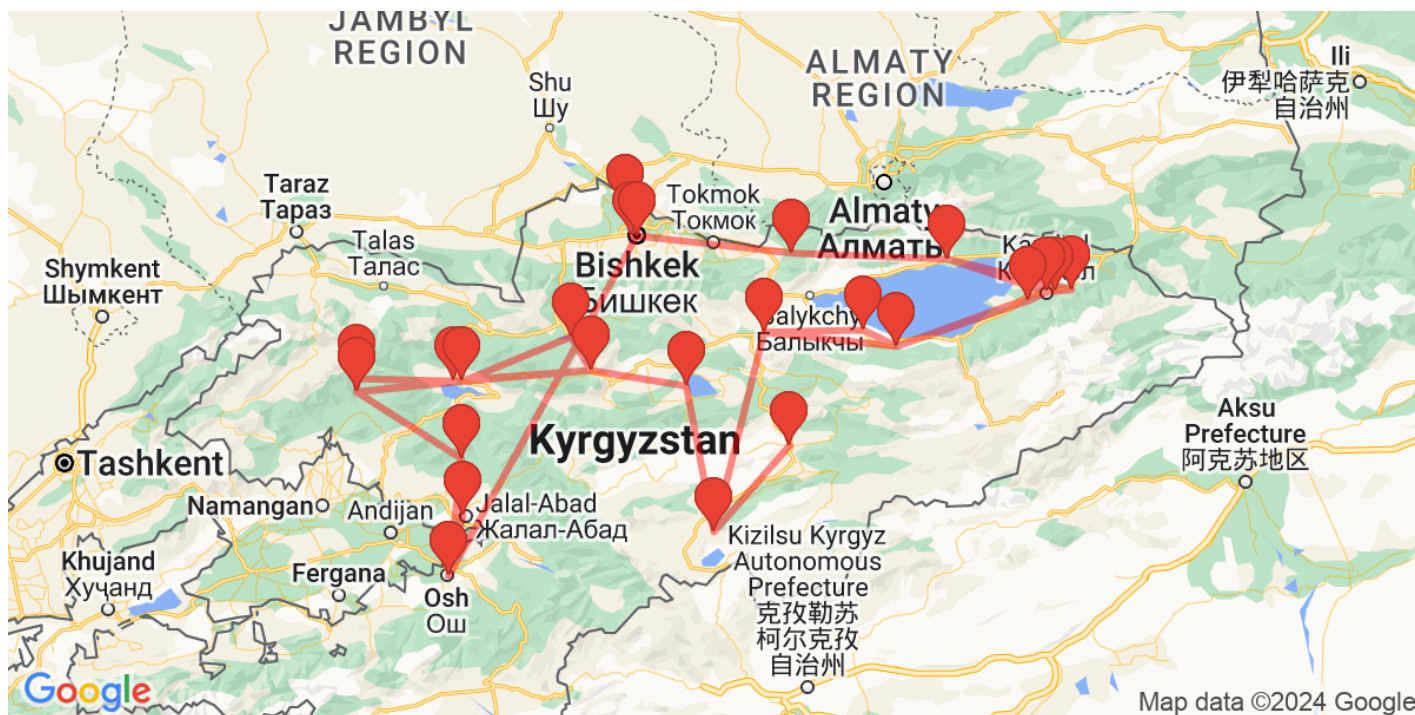 JAMBYL
REGION
ALMATY
REGION
Ili
伊犁哈萨克
自治州
Shu
Шу
Taraz
Тараз
Tokmok
Токмок
Almaty
Алматы
Talas
Талас
Bishkek
Бишкек
Shymkent
Шымкент
Balykchy
Балыкчы
Kyrgyzstan
Aksu
Prefecture
阿克苏地区
Tashkent
Namangan
Andijan
Jalal-Abad
Жалал-Абад
Kizilsu Kyrgyz
Autonomous
Prefecture
克孜勒苏
柯尔克孜
自治州
Khujand
Хуҷанд
Fergana
Osh
Ош
Google
Map data ©2024 Google